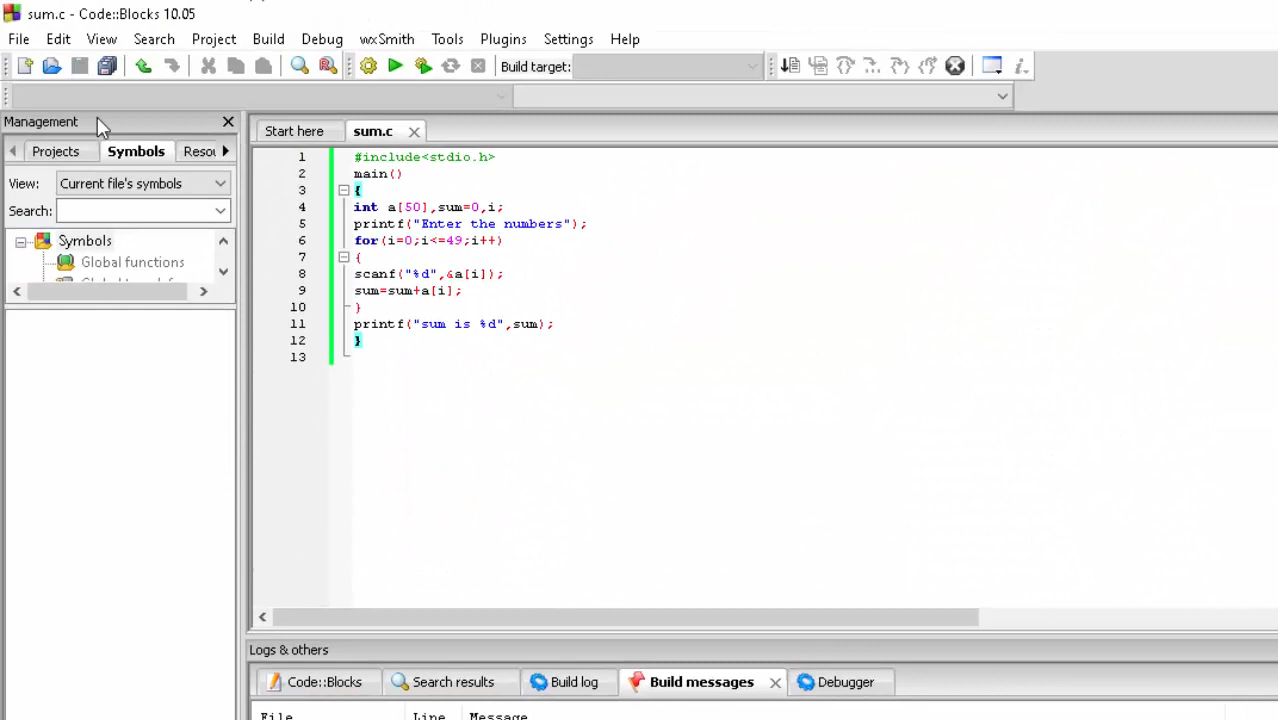 sum.c - Code::Blocks 10.05
File Edit View Search Project Build Debug wxSmith Tools Plugins Settings Help
Build target:
Management
Projects Symbols Resou
View: Current file's symbols
Search:
Symbols
Global functions
Start here sum.c
1 #include<stdio.h>
2 main()
3 {
4 int a[50],sum=0,i;
5 printf("Enter the numbers");
6 for(i=0;i<=49;i++)
7 {
8 scanf("%d",&a[i]);
9 sum=sum+a[i];
10 }
11 printf("sum is %d",sum);
12 }
13
Logs & others
Code::Blocks Search results Build log Build messages Debugger
File Line Message